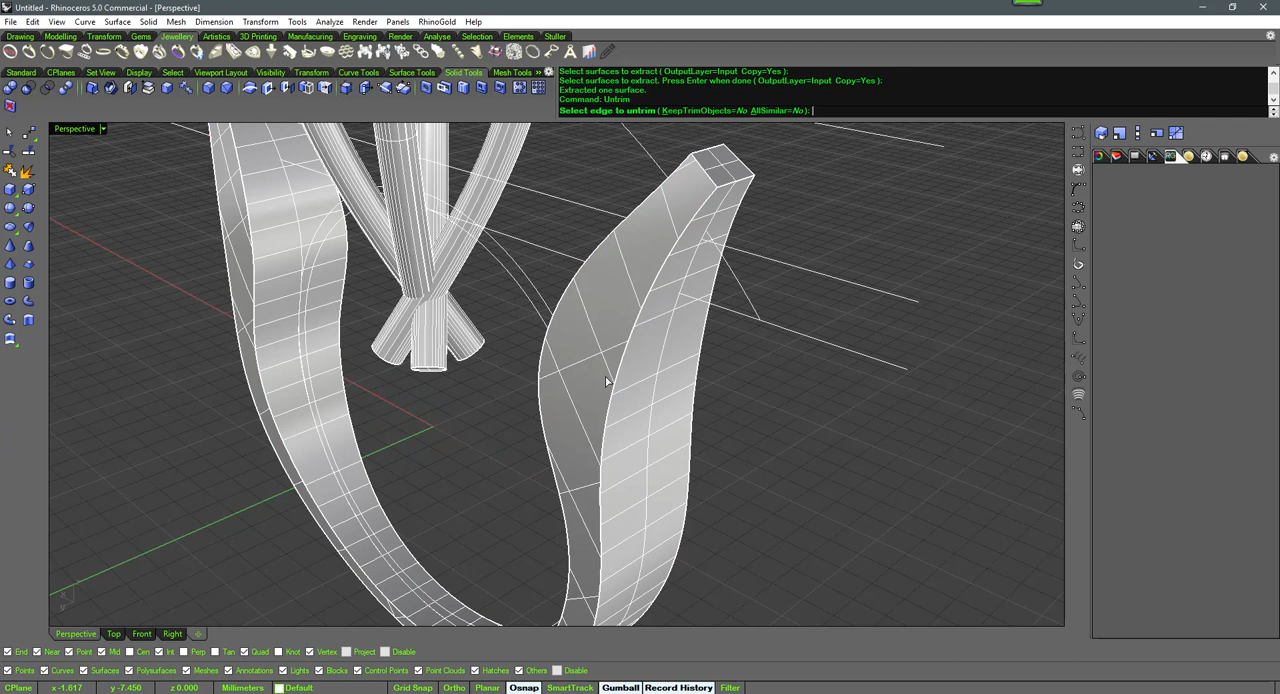 Untitled - Rhinoceros 5.0 Commercial - [Perspective]
File Edit View Curve Surface Solid Mesh Dimension Transform Tools Analyze Render Panels RhinoGold Help
Drawing Modelling Transform Gems Jewellery Artistics 3D Printing Manufacturing Engraving Render Analyse Selection Elements Stuller
Standard CPlanes Set View Display Select Viewport Layout Visibility Transform Curve Tools Surface Tools Solid Tools Mesh Tools »
Select surfaces to extract ( OutputLayer=Input Copy=Yes ):
Select surfaces to extract. Press Enter when done ( OutputLayer=Input Copy=Yes ):
Extracted one surface.
Command: Untrim
Select edge to untrim ( KeepTrimObjects=No AllSimilar=No ):
Perspective
Perspective Top Front Right
End Near Point Mid Cen Int Perp Tan Quad Knot Vertex Project Disable
Points Curves Surfaces Polysurfaces Meshes Annotations Lights Blocks Control Points Point Clouds Hatches Others Disable
CPlane x -1.617 y -7.450 z 0.000 Millimeters Default Grid Snap Ortho Planar Osnap SmartTrack Gumball Record History Filter